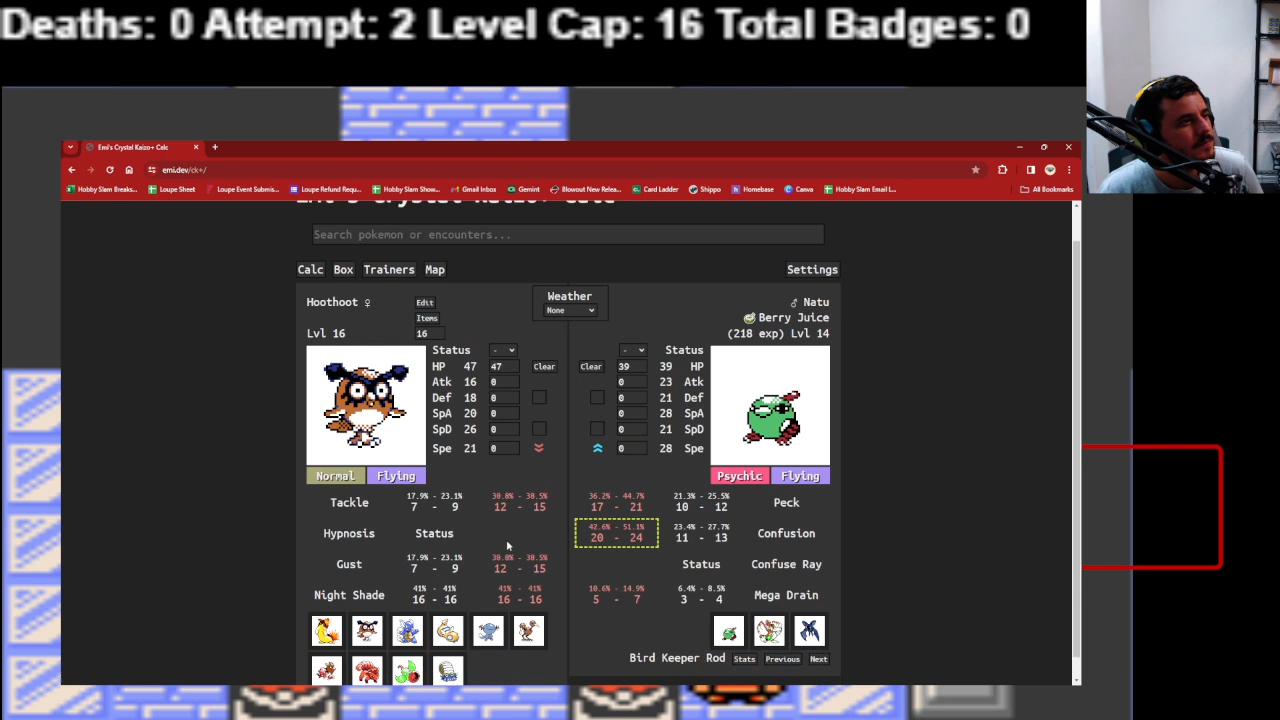 Deaths: 0 Attempt: 2 Level Cap: 16 Total Badges: 0
Emi's Crystal Kaizo+ Calc
emi.dev/ck+/
Hobby Slam Breaks... Loupe Sheet Loupe Event Submis... Loupe Refund Requ... Hobby Slam Show... Gmail Inbox Gemint Blowout New Relea... Card Ladder Shippo Homebase Canva Hobby Slam Email L... All Bookmarks
Emi's Crystal Kaizo+ Calc
Search pokemon or encounters...
Calc Box Trainers Map Settings
Hoothoot ♀ Edit Weather ♂ Natu
Items None Berry Juice
Lvl 16 16 (218 exp) Lvl 14
Status - - Status
HP 47 47 Clear Clear 39 39 HP
Atk 16 0 0 23 Atk
Def 18 0 0 21 Def
SpA 20 0 0 28 SpA
SpD 26 0 0 21 SpD
Spe 21 0 0 28 Spe
Normal Flying Psychic Flying
17.9% - 23.1% 30.8% - 38.5% 36.2% - 44.7% 21.3% - 25.5%
Tackle 7 - 9 12 - 15 17 - 21 10 - 12 Peck
42.6% - 51.1% 23.4% - 27.7%
Hypnosis Status 20 - 24 11 - 13 Confusion
17.9% - 23.1% 30.8% - 38.5%
Gust 7 - 9 12 - 15 Status Confuse Ray
41% - 41% 41% - 41% 10.6% - 14.9% 6.4% - 8.5%
Night Shade 16 - 16 16 - 16 5 - 7 3 - 4 Mega Drain
Bird Keeper Rod Stats Previous Next